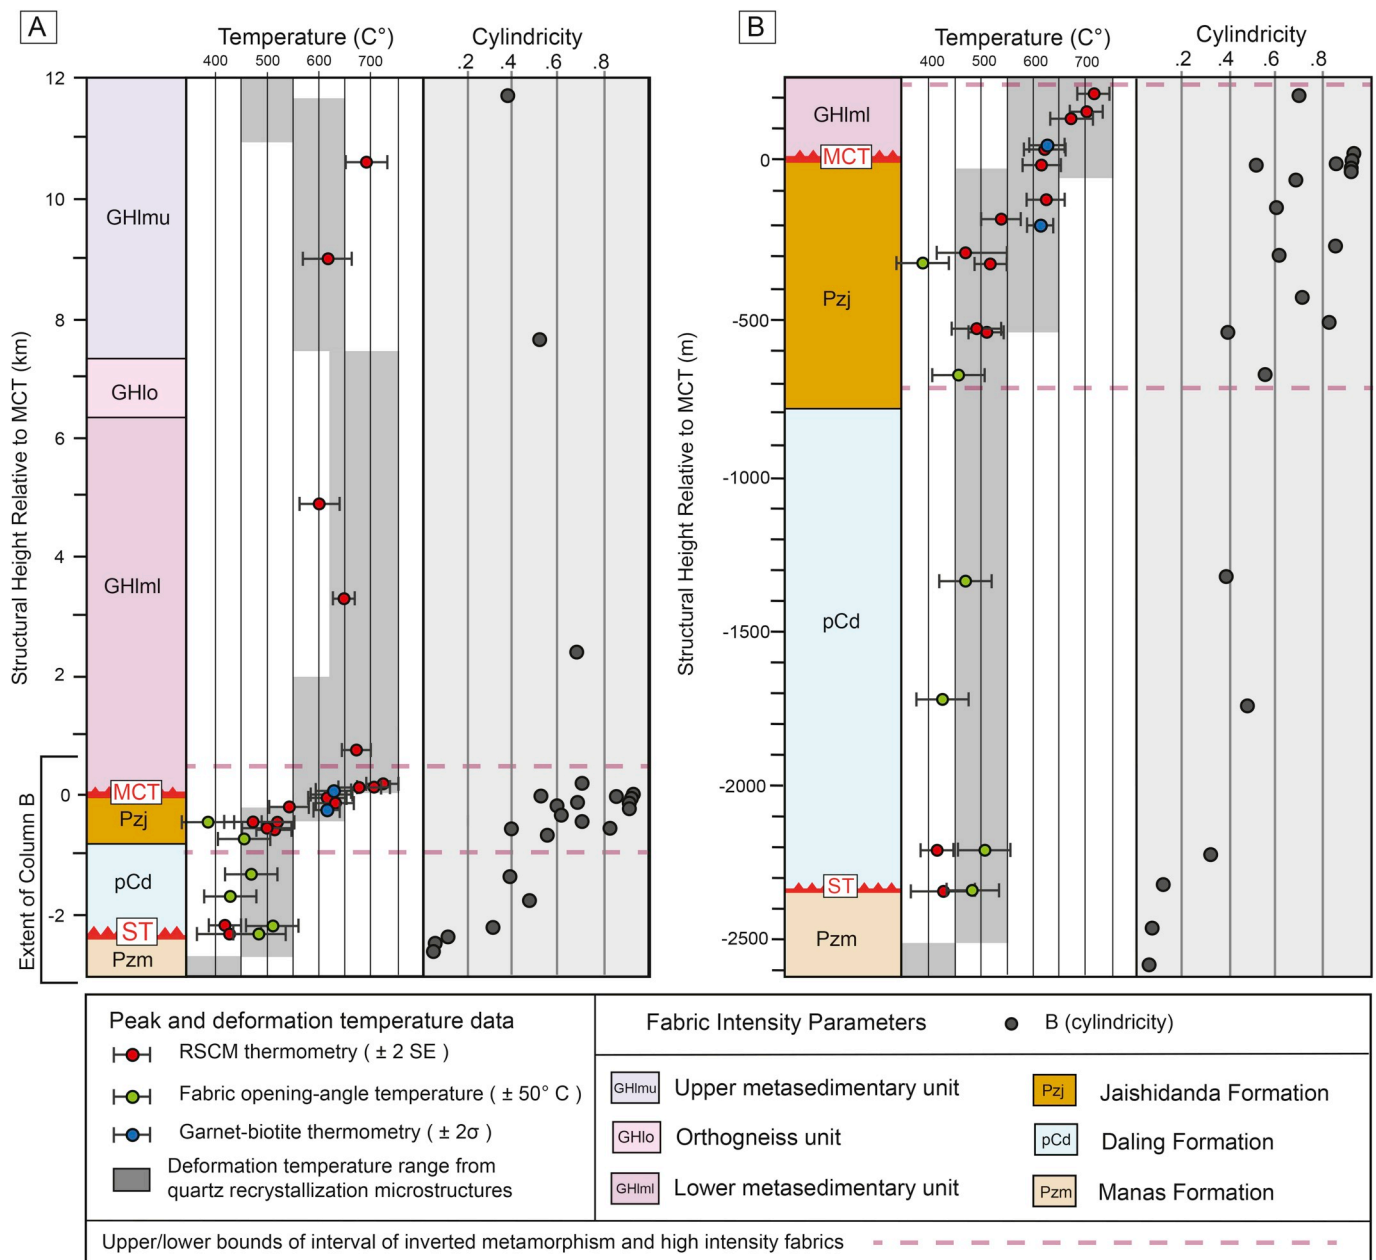 A
Temperature (C°)
Cylindricity
400 500 600 700
.2 .4 .6 .8
Structural Height Relative to MCT (km)
12
10
8
6
4
2
0
-2
GHlmu
GHlo
GHlml
MCT
Pzj
pCd
ST
Pzm
Extent of Column B
B
Temperature (C°)
Cylindricity
400 500 600 700
.2 .4 .6 .8
Structural Height Relative to MCT (m)
0
-500
-1000
-1500
-2000
-2500
GHlml
MCT
Pzj
pCd
ST
Pzm
Peak and deformation temperature data
RSCM thermometry ( ± 2 SE )
Fabric opening-angle temperature ( ± 50° C )
Garnet-biotite thermometry ( ± 2σ )
Deformation temperature range from
quartz recrystallization microstructures
Fabric Intensity Parameters
B (cylindricity)
GHlmu Upper metasedimentary unit
GHlo Orthogneiss unit
GHlml Lower metasedimentary unit
Pzj Jaishidanda Formation
pCd Daling Formation
Pzm Manas Formation
Upper/lower bounds of interval of inverted metamorphism and high intensity fabrics